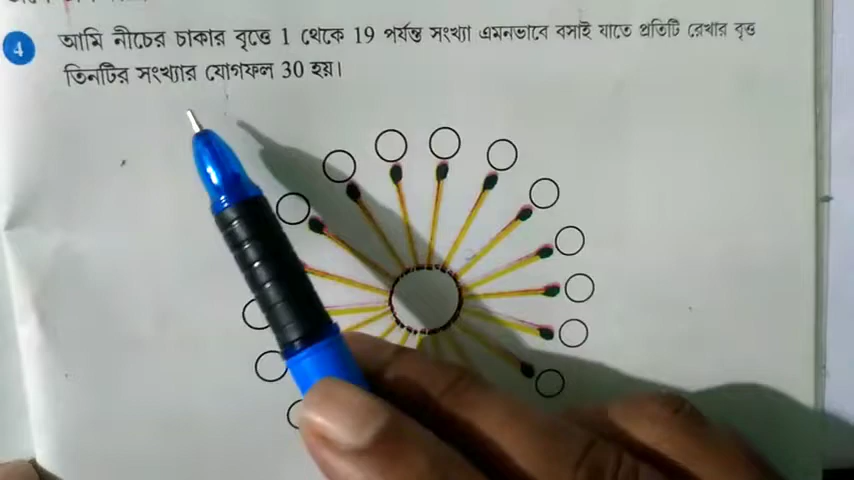 4 আমি নীচের চাকার বৃত্তে 1 থেকে 19 পর্যন্ত সংখ্যা এমনভাবে বসাই যাতে প্রতিটি রেখার বৃত্ত
তিনটির সংখ্যার যোগফল 30 হয়।